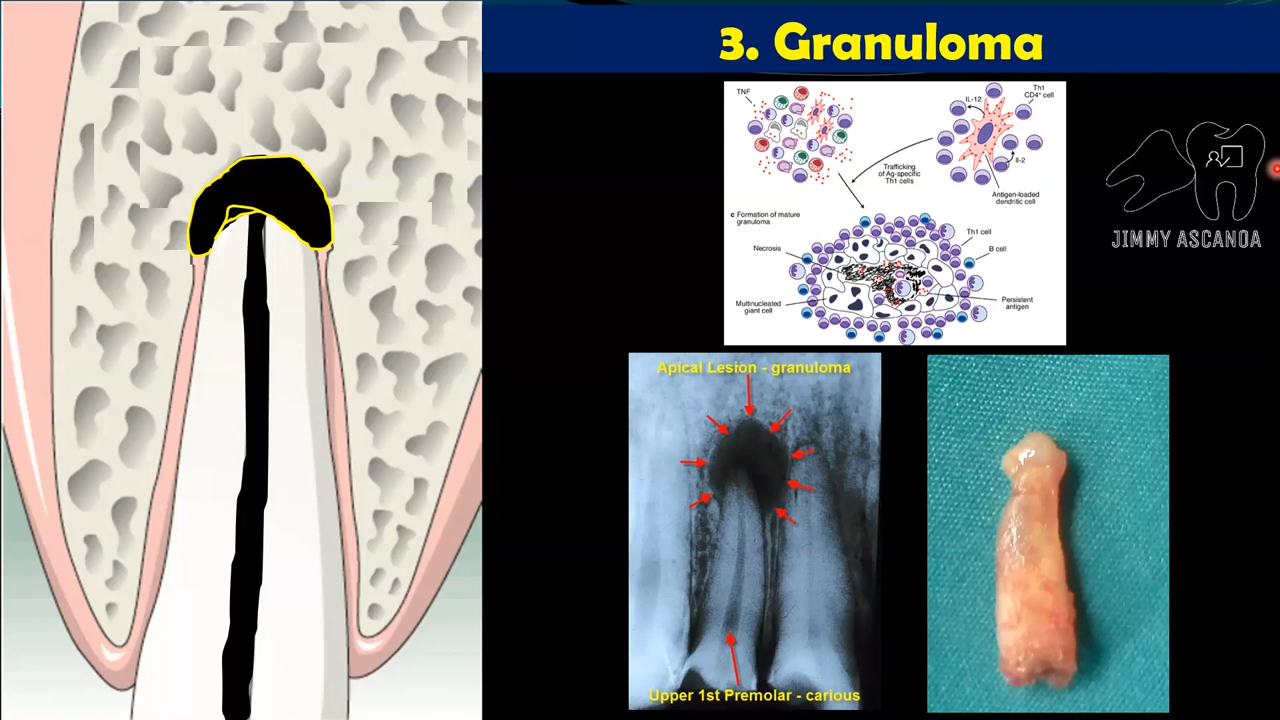 3. Granuloma
TNF
IL-12
Th1
CD4⁺ cell
Il-2
Trafficking
of Ag-specific
Th1 cells
Antigen-loaded
dendritic cell
c Formation of mature
granuloma
Th1 cell
Necrosis
B cell
Multinucleated
giant cell
Persistent
antigen
JIMMY ASCANOA
Apical Lesion - granuloma
Upper 1st Premolar - carious